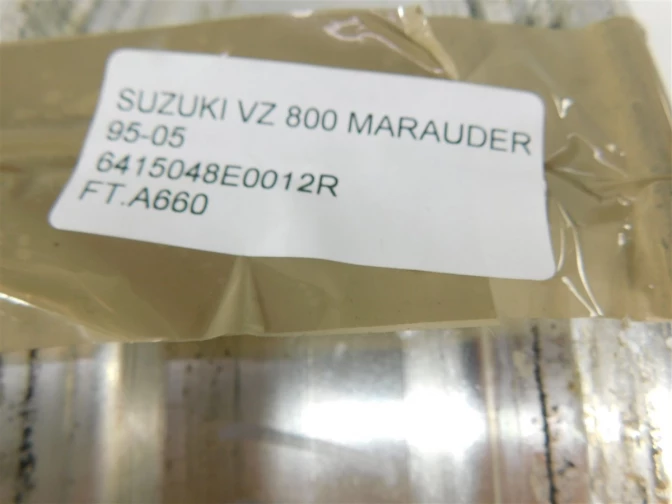 SUZUKI VZ 800 MARAUDER
95-05
6415048E0012R
FT.A660